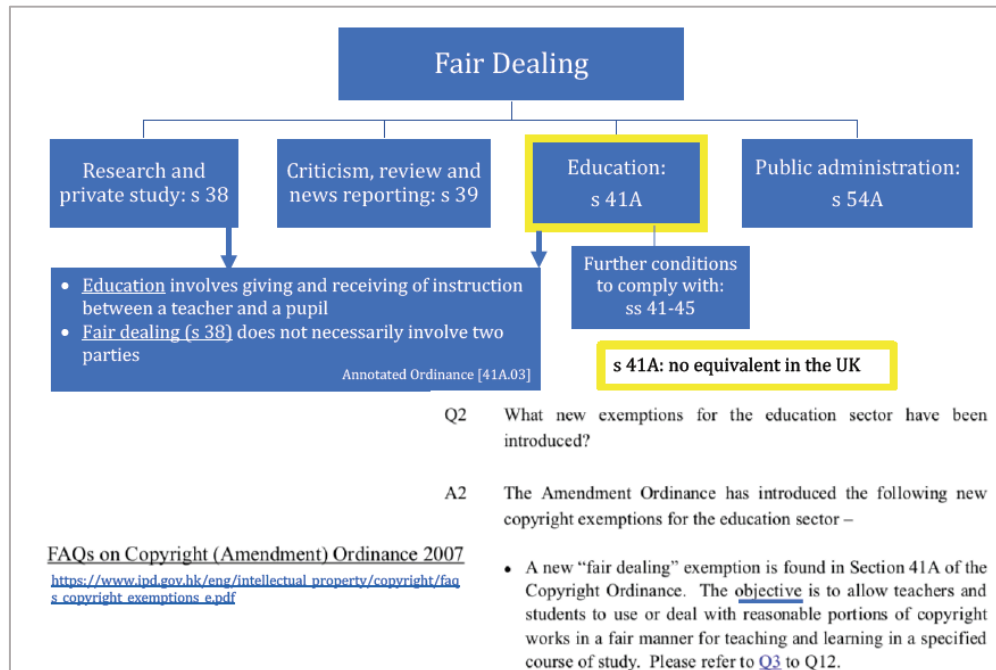 Fair Dealing
Research and
private study: s 38
Criticism, review and
news reporting: s 39
Education:
s 41A
Public administration:
s 54A
• Education involves giving and receiving of instruction
between a teacher and a pupil
• Fair dealing (s 38) does not necessarily involve two
parties
Annotated Ordinance [41A.03]
Further conditions
to comply with:
ss 41-45
s 41A: no equivalent in the UK
Q2 What new exemptions for the education sector have been
introduced?
A2 The Amendment Ordinance has introduced the following new
copyright exemptions for the education sector –
FAQs on Copyright (Amendment) Ordinance 2007
https://www.ipd.gov.hk/eng/intellectual_property/copyright/faq
s_copyright_exemptions_e.pdf
• A new “fair dealing” exemption is found in Section 41A of the
Copyright Ordinance. The objective is to allow teachers and
students to use or deal with reasonable portions of copyright
works in a fair manner for teaching and learning in a specified
course of study. Please refer to Q3 to Q12.